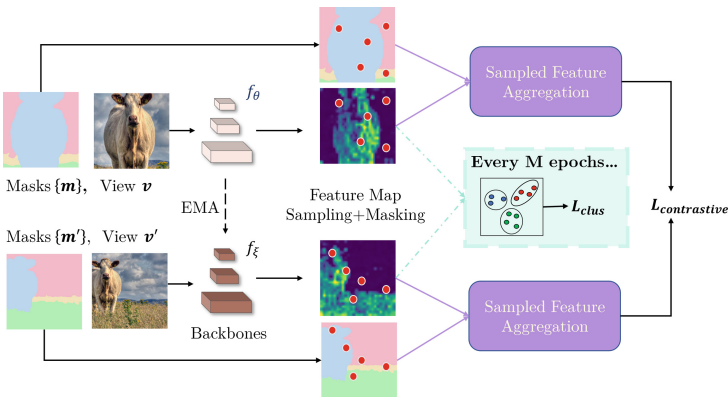 f_θ
Sampled Feature
Aggregation
Masks {m}, View v
EMA
Feature Map
Sampling+Masking
Every M epochs...
L_clus
L_contrastive
Masks {m′}, View v′
f_ξ
Backbones
Sampled Feature
Aggregation